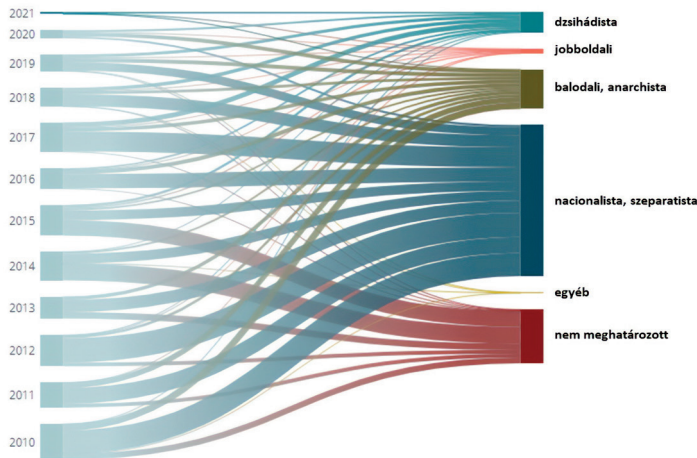 2021
2020
2019
2018
2017
2016
2015
2014
2013
2012
2011
2010
dzsihádista
jobboldali
balodali, anarchista
nacionalista, szeparatista
egyéb
nem meghatározott